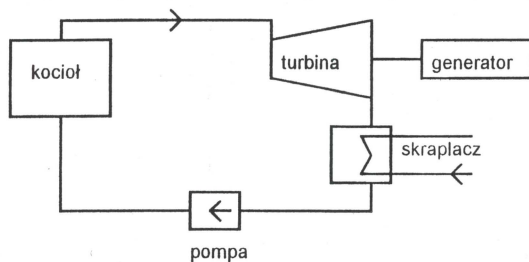 kocioł
turbina
generator
skraplacz
pompa